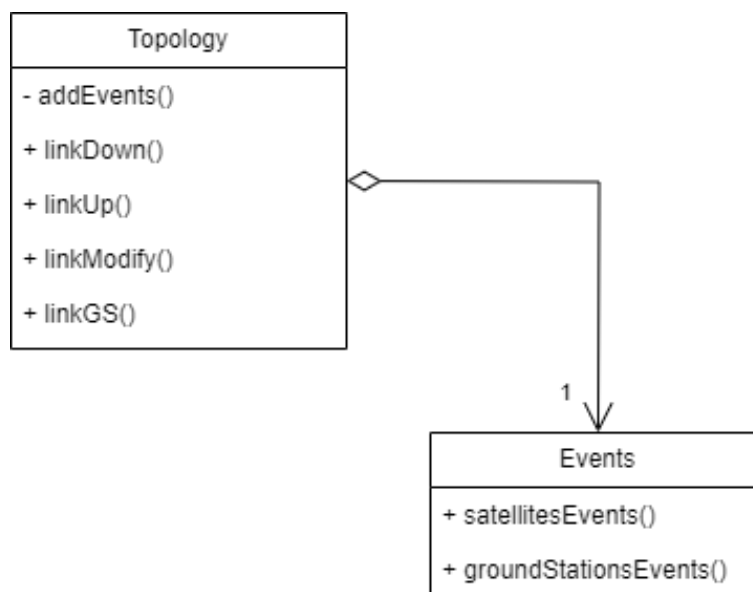 Topology
- addEvents()
+ linkDown()
+ linkUp()
+ linkModify()
+ linkGS()
1
Events
+ satellitesEvents()
+ groundStationsEvents()